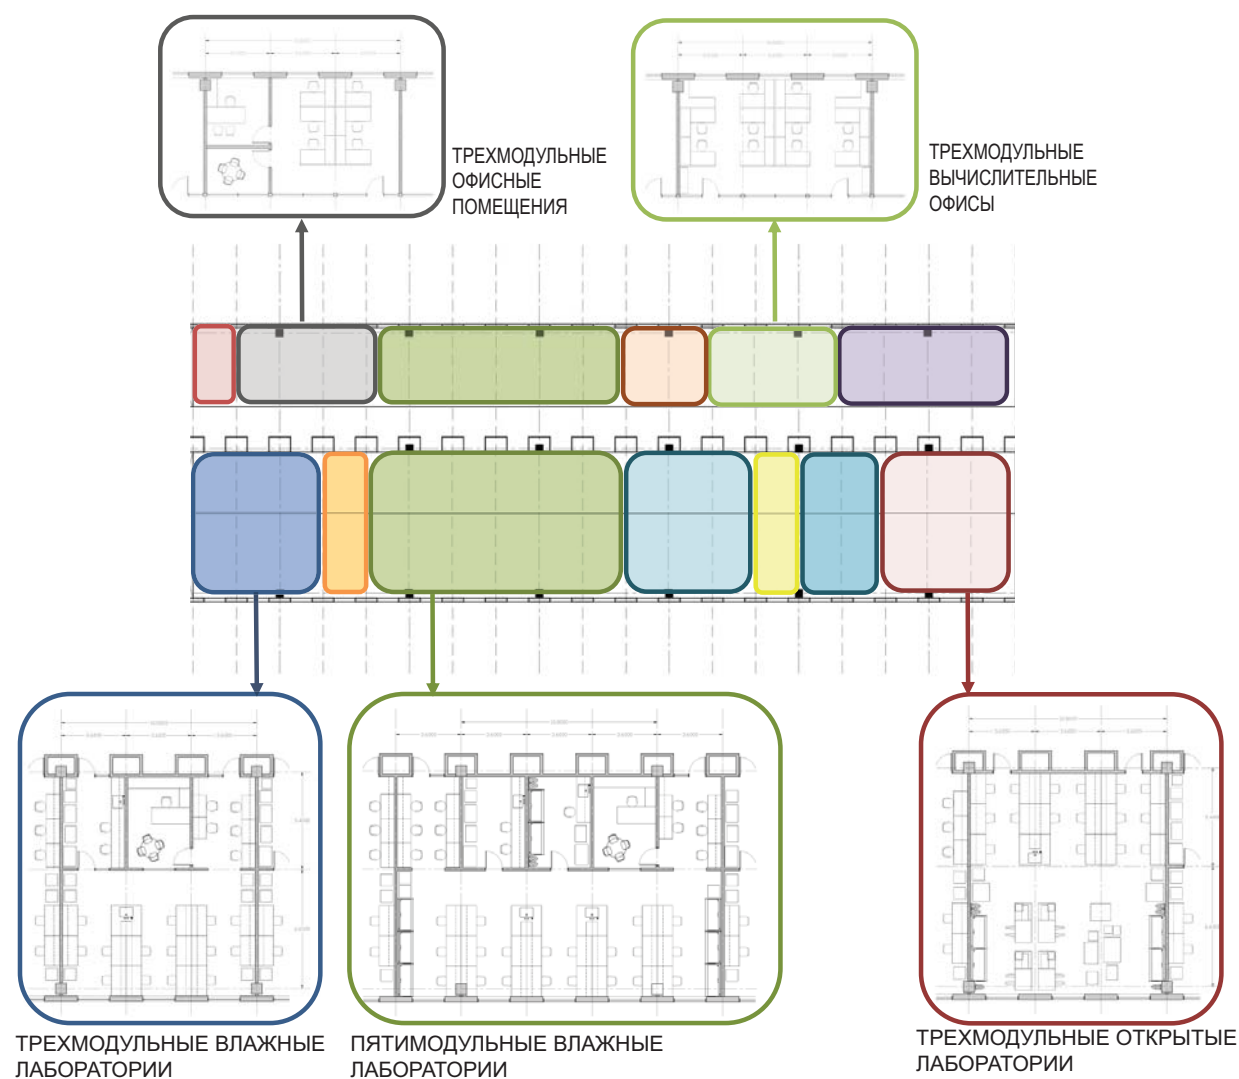 ТРЕХМОДУЛЬНЫЕ
ОФИСНЫЕ
ПОМЕЩЕНИЯ
ТРЕХМОДУЛЬНЫЕ
ВЫЧИСЛИТЕЛЬНЫЕ
ОФИСЫ
ТРЕХМОДУЛЬНЫЕ ВЛАЖНЫЕ
ЛАБОРАТОРИИ
ПЯТИМОДУЛЬНЫЕ ВЛАЖНЫЕ
ЛАБОРАТОРИИ
ТРЕХМОДУЛЬНЫЕ ОТКРЫТЫЕ
ЛАБОРАТОРИИ